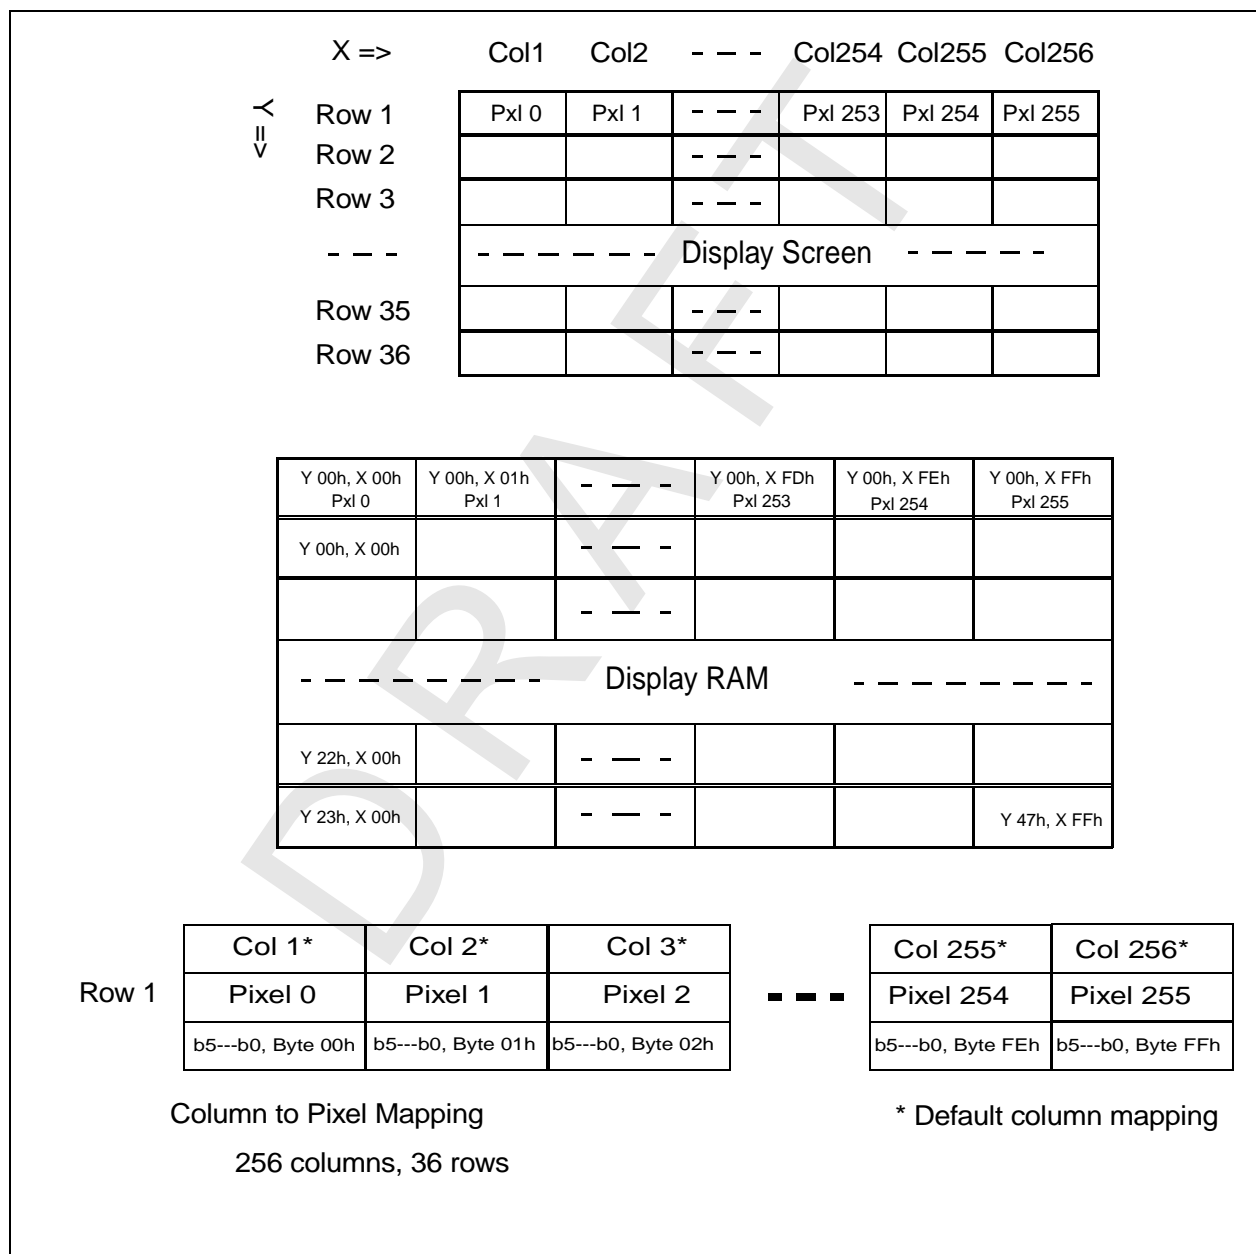 X => Col1 Col2 - — - Col254 Col255 Col256
Y => Row 1 Pxl 0 Pxl 1 - — - Pxl 253 Pxl 254 Pxl 255
Row 2 - — -
Row 3 - — -
- — - - — — — — — - Display Screen - — — — — -
Row 35 - — -
Row 36 - — -
Y 00h, X 00h Y 00h, X 01h - — - Y 00h, X FDh Y 00h, X FEh Y 00h, X FFh
Pxl 0 Pxl 1 Pxl 253 Pxl 254 Pxl 255
Y 00h, X 00h - — -
- — -
- — — — — — — — - Display RAM - — — — — — — — -
Y 22h, X 00h - — -
Y 23h, X 00h - — - Y 47h, X FFh
Col 1* Col 2* Col 3* Col 255* Col 256*
Row 1 Pixel 0 Pixel 1 Pixel 2 - - - Pixel 254 Pixel 255
b5---b0, Byte 00h b5---b0, Byte 01h b5---b0, Byte 02h b5---b0, Byte FEh b5---b0, Byte FFh
Column to Pixel Mapping * Default column mapping
256 columns, 36 rows
DRAFT